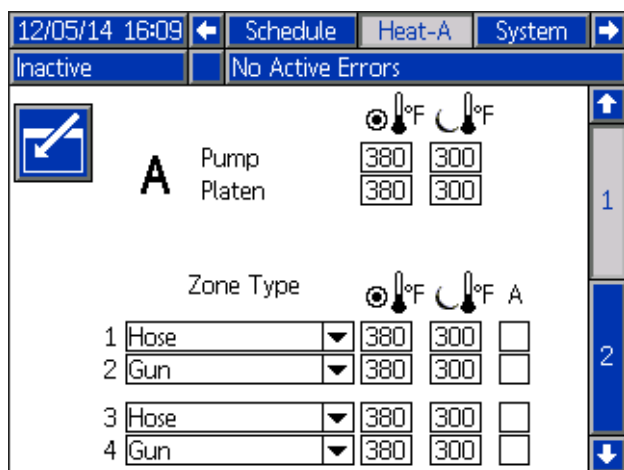 12/05/14 16:09 Schedule Heat-A System
Inactive No Active Errors
°F °F
A Pump 380 300
Platen 380 300
1
Zone Type °F °F A
1 Hose 380 300
2 Gun 380 300
2
3 Hose 380 300
4 Gun 380 300